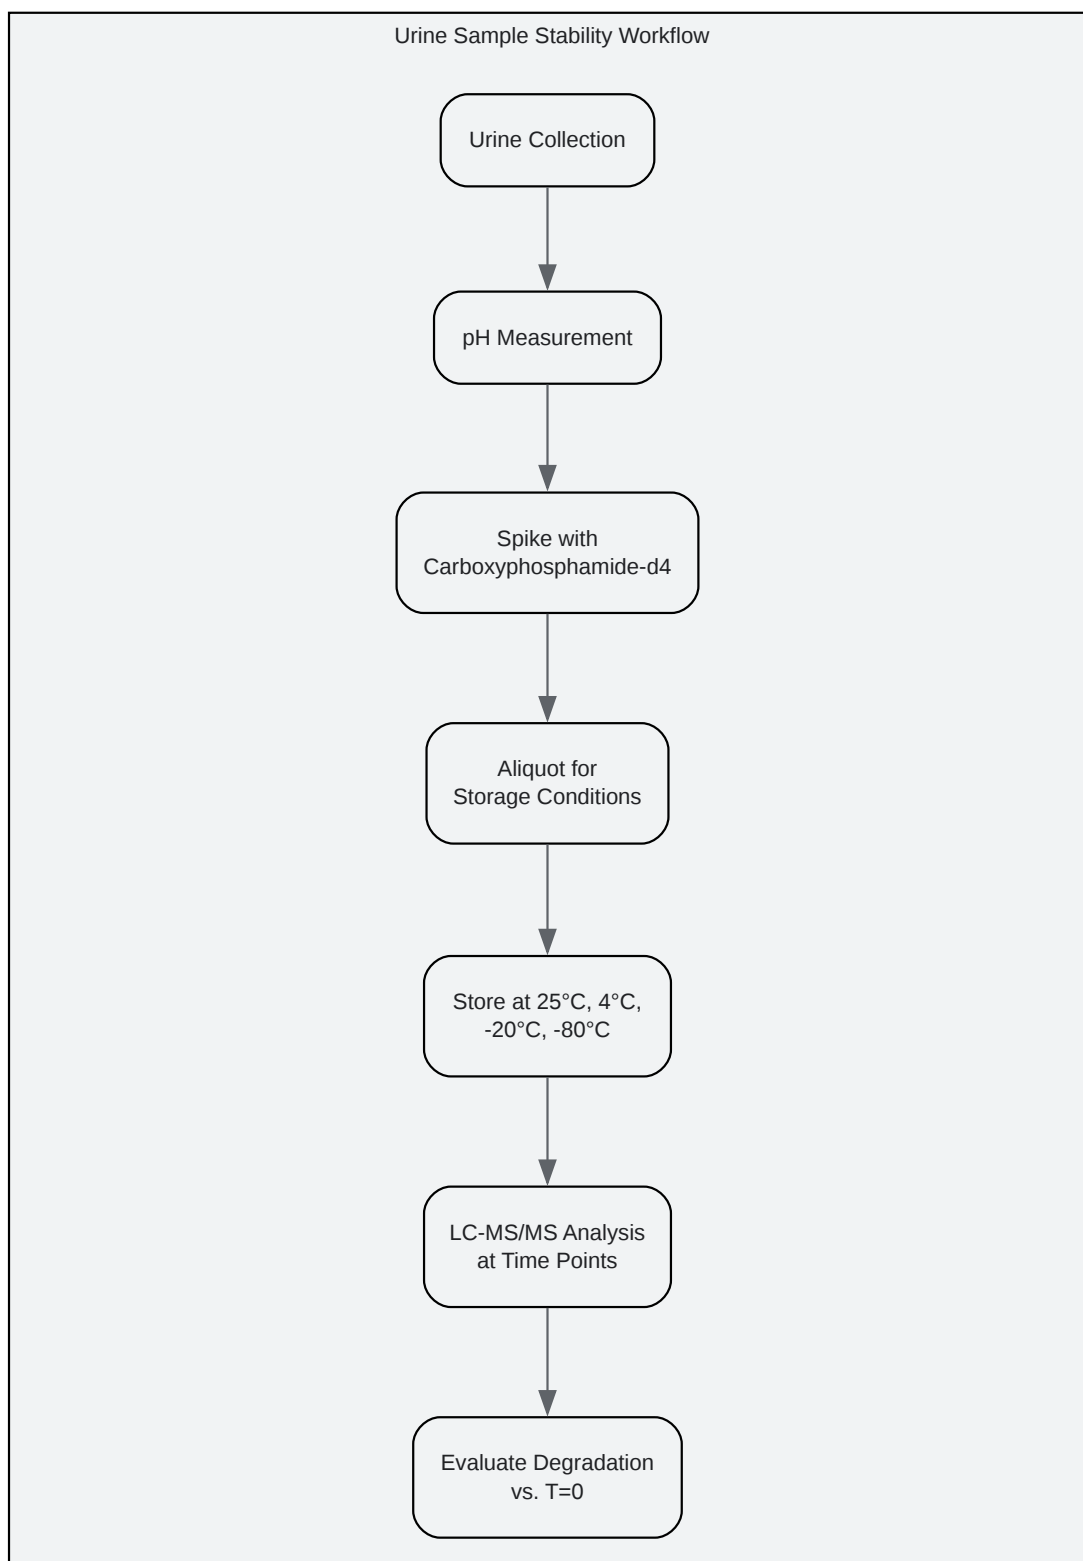 Urine Sample Stability Workflow
Urine Collection
pH Measurement
Spike with
Carboxyphosphamide-d4
Aliquot for
Storage Conditions
Store at 25°C, 4°C,
-20°C, -80°C
LC-MS/MS Analysis
at Time Points
Evaluate Degradation
vs. T=0